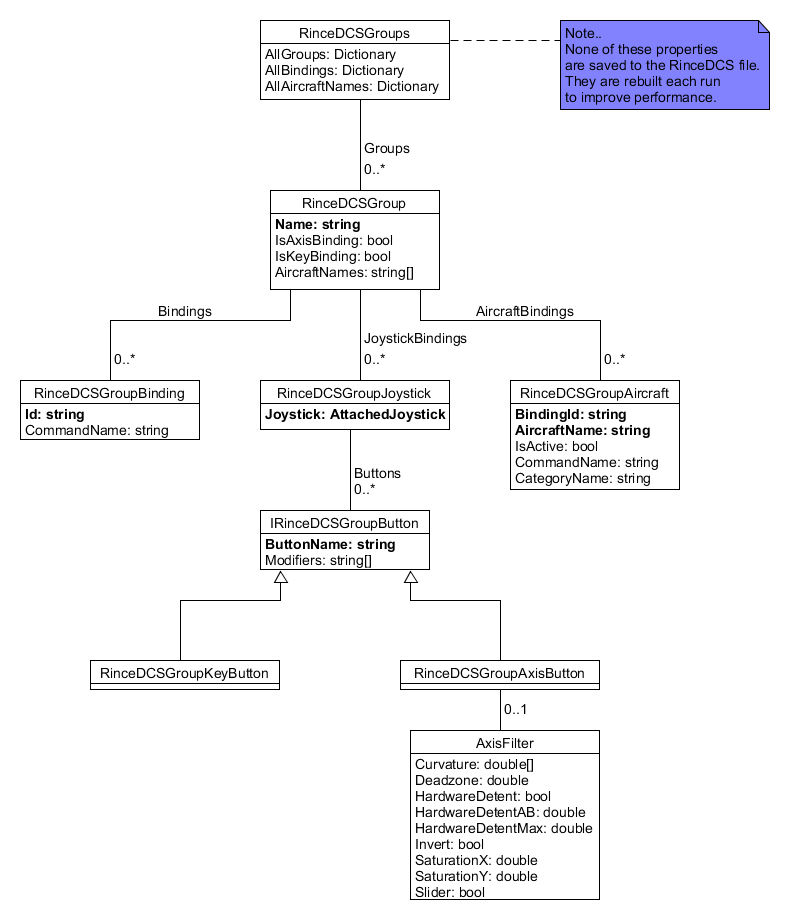 RinceDCSGroups
AllGroups: Dictionary
AllBindings: Dictionary
AllAircraftNames: Dictionary
Note..
None of these properties
are saved to the RinceDCS file.
They are rebuilt each run
to improve performance.
Groups
0..*
RinceDCSGroup
Name: string
IsAxisBinding: bool
IsKeyBinding: bool
AircraftNames: string[]
Bindings
0..*
JoystickBindings
0..*
AircraftBindings
0..*
RinceDCSGroupBinding
Id: string
CommandName: string
RinceDCSGroupJoystick
Joystick: AttachedJoystick
RinceDCSGroupAircraft
BindingId: string
AircraftName: string
IsActive: bool
CommandName: string
CategoryName: string
Buttons
0..*
IRinceDCSGroupButton
ButtonName: string
Modifiers: string[]
RinceDCSGroupKeyButton
RinceDCSGroupAxisButton
0..1
AxisFilter
Curvature: double[]
Deadzone: double
HardwareDetent: bool
HardwareDetentAB: double
HardwareDetentMax: double
Invert: bool
SaturationX: double
SaturationY: double
Slider: bool